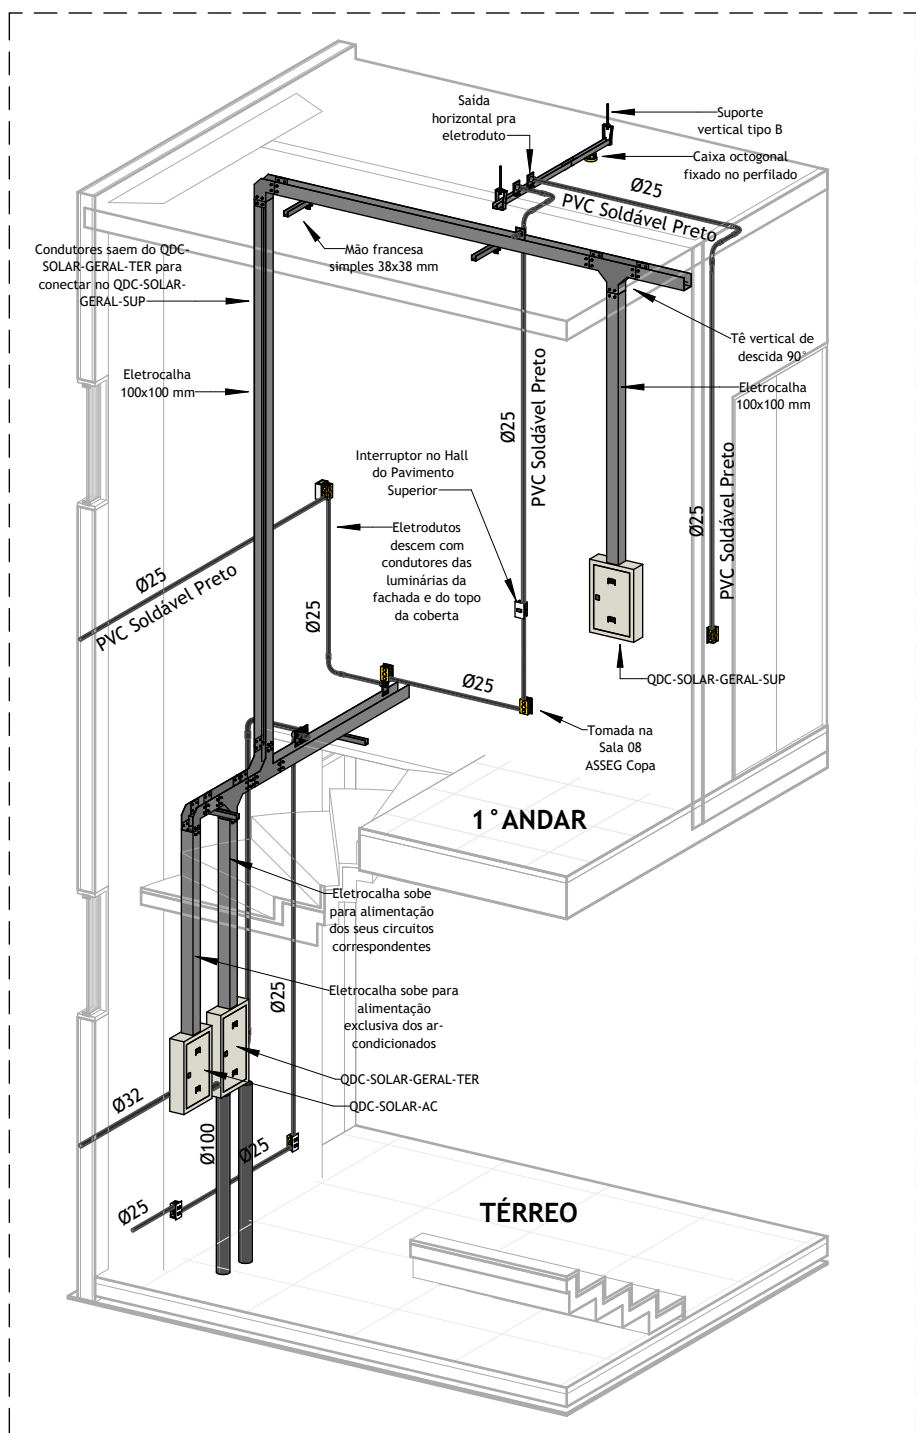 Saída
horizontal pra
eletroduto
Suporte
vertical tipo B
Caixa octogonal
fixado no perfilado
Ø25
PVC Soldável Preto
Condutores saem do QDC-
SOLAR-GERAL-TER para
conectar no QDC-SOLAR-
GERAL-SUP
Mão francesa
simples 38x38 mm
Tê vertical de
descida 90°
Eletrocalha
100x100 mm
Eletrocalha
100x100 mm
PVC Soldável Preto
Ø25
Interruptor no Hall
do Pavimento
Superior
PVC Soldável Preto
Ø25
Eletrodutos
descem com
condutores das
luminárias da
fachada e do topo
da coberta
Ø25
PVC Soldável Preto
Ø25
QDC-SOLAR-GERAL-SUP
Ø25
Tomada na
Sala 08
ASSEG Copa
1°ANDAR
Eletrocalha sobe
para alimentação
dos seus circuitos
correspondentes
Eletrocalha sobe para
alimentação
exclusiva dos ar-
condicionados
Ø25
QDC-SOLAR-GERAL-TER
QDC-SOLAR-AC
Ø32
Ø100
Ø25
Ø25
TÉRREO